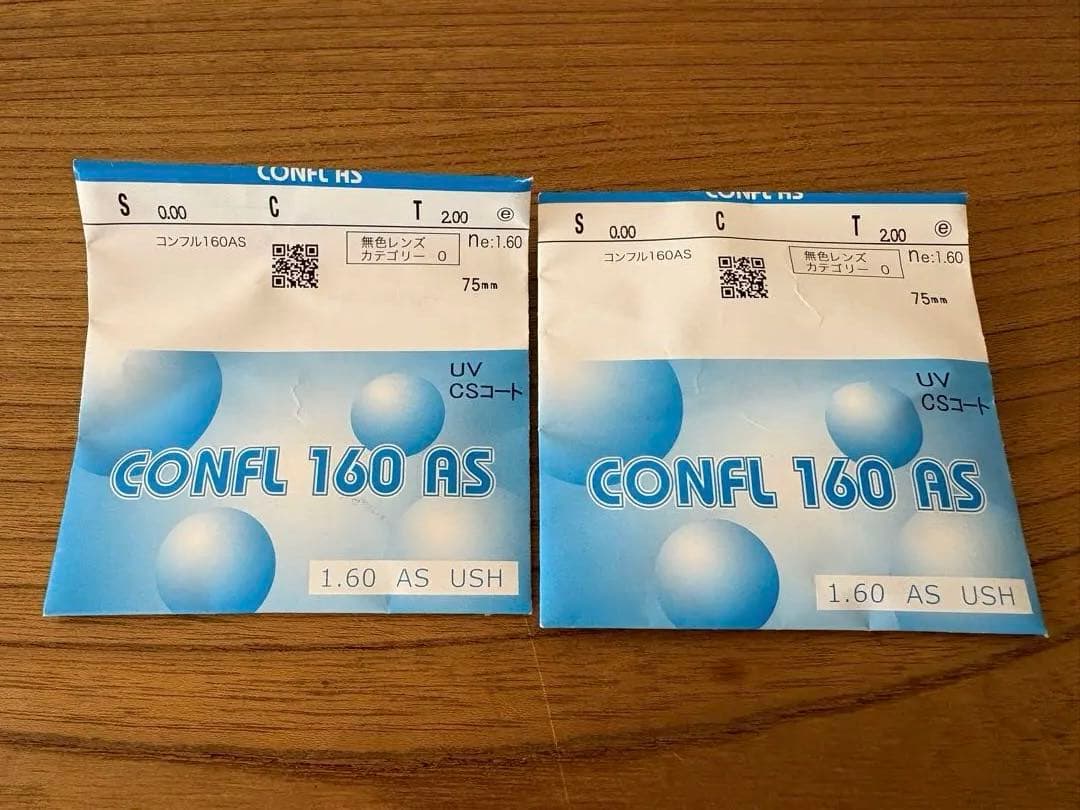 CONFL AS
S 0.00 C T 2.00 e
コンフル160AS
無色レンズ
カテゴリー 0
ne:1.60
75mm
UV
CSコート
CONFL 160 AS
1.60 AS USH
CONFL AS
S 0.00 C T 2.00 e
コンフル160AS
無色レンズ
カテゴリー 0
ne:1.60
75mm
UV
CSコート
CONFL 160 AS
1.60 AS USH